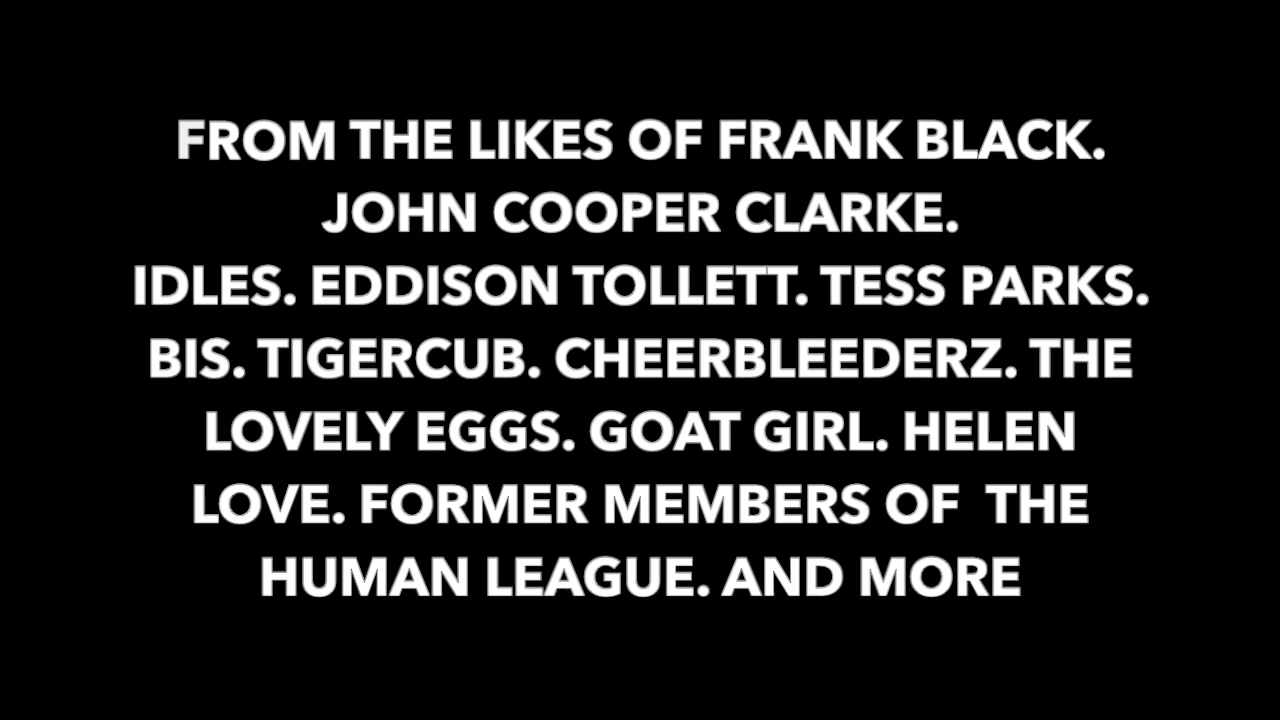 FROM THE LIKES OF FRANK BLACK.
JOHN COOPER CLARKE.
IDLES. EDDISON TOLLETT. TESS PARKS.
BIS. TIGERCUB. CHEERBLEEDERZ. THE
LOVELY EGGS. GOAT GIRL. HELEN
LOVE. FORMER MEMBERS OF  THE
HUMAN LEAGUE. AND MORE